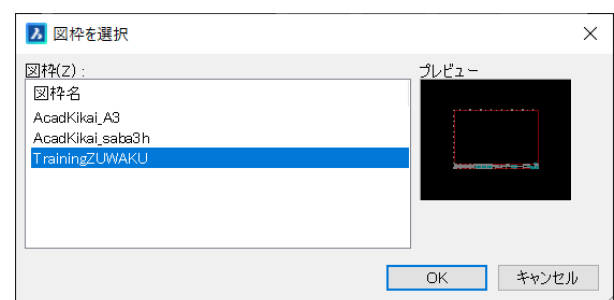 図枠を選択
図枠(Z) :
プレビュー
図枠名
AcadKikai_A3
AcadKikai_saba3h
TrainingZUWAKU
OK
キャンセル